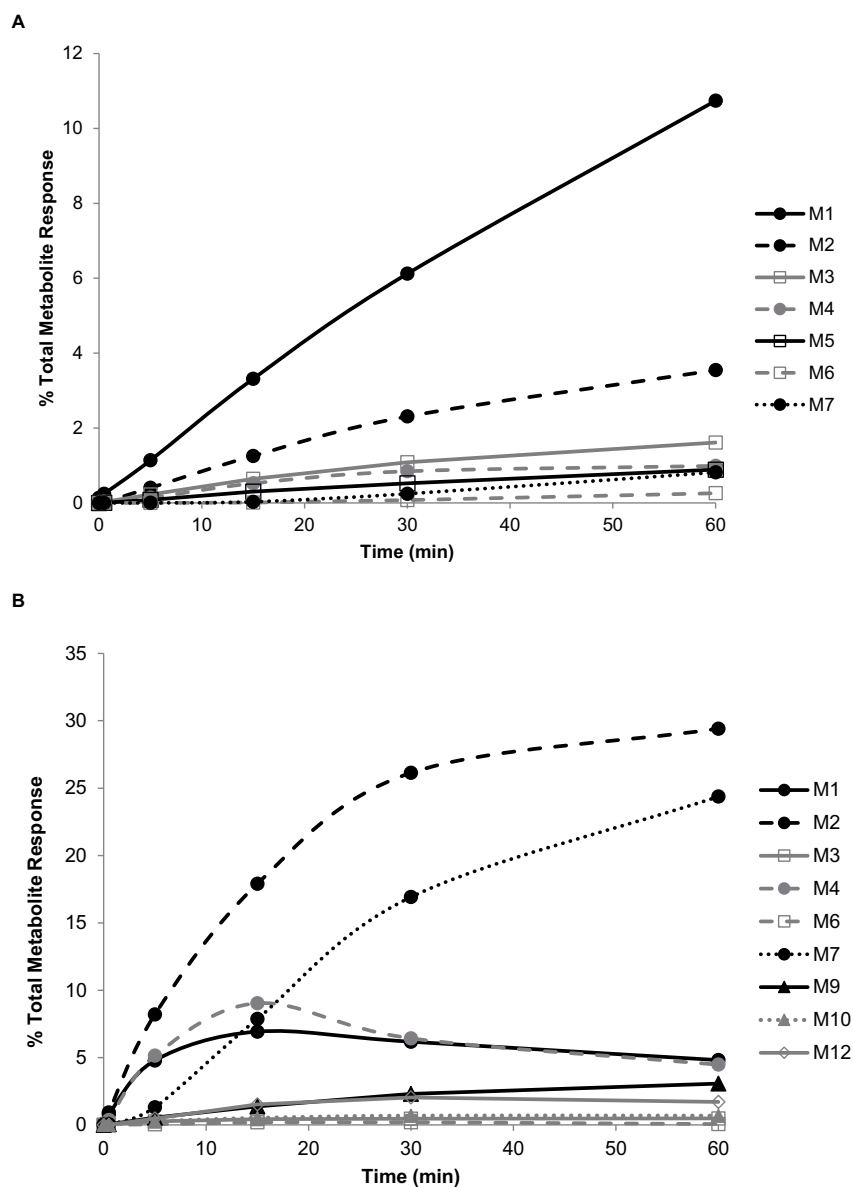 A
12
10
8
6
4
2
0
0 10 20 30 40 50 60
% Total Metabolite Response
Time (min)
M1
M2
M3
M4
M5
M6
M7
B
35
30
25
20
15
10
5
0
0 10 20 30 40 50 60
% Total Metabolite Response
Time (min)
M1
M2
M3
M4
M6
M7
M9
M10
M12